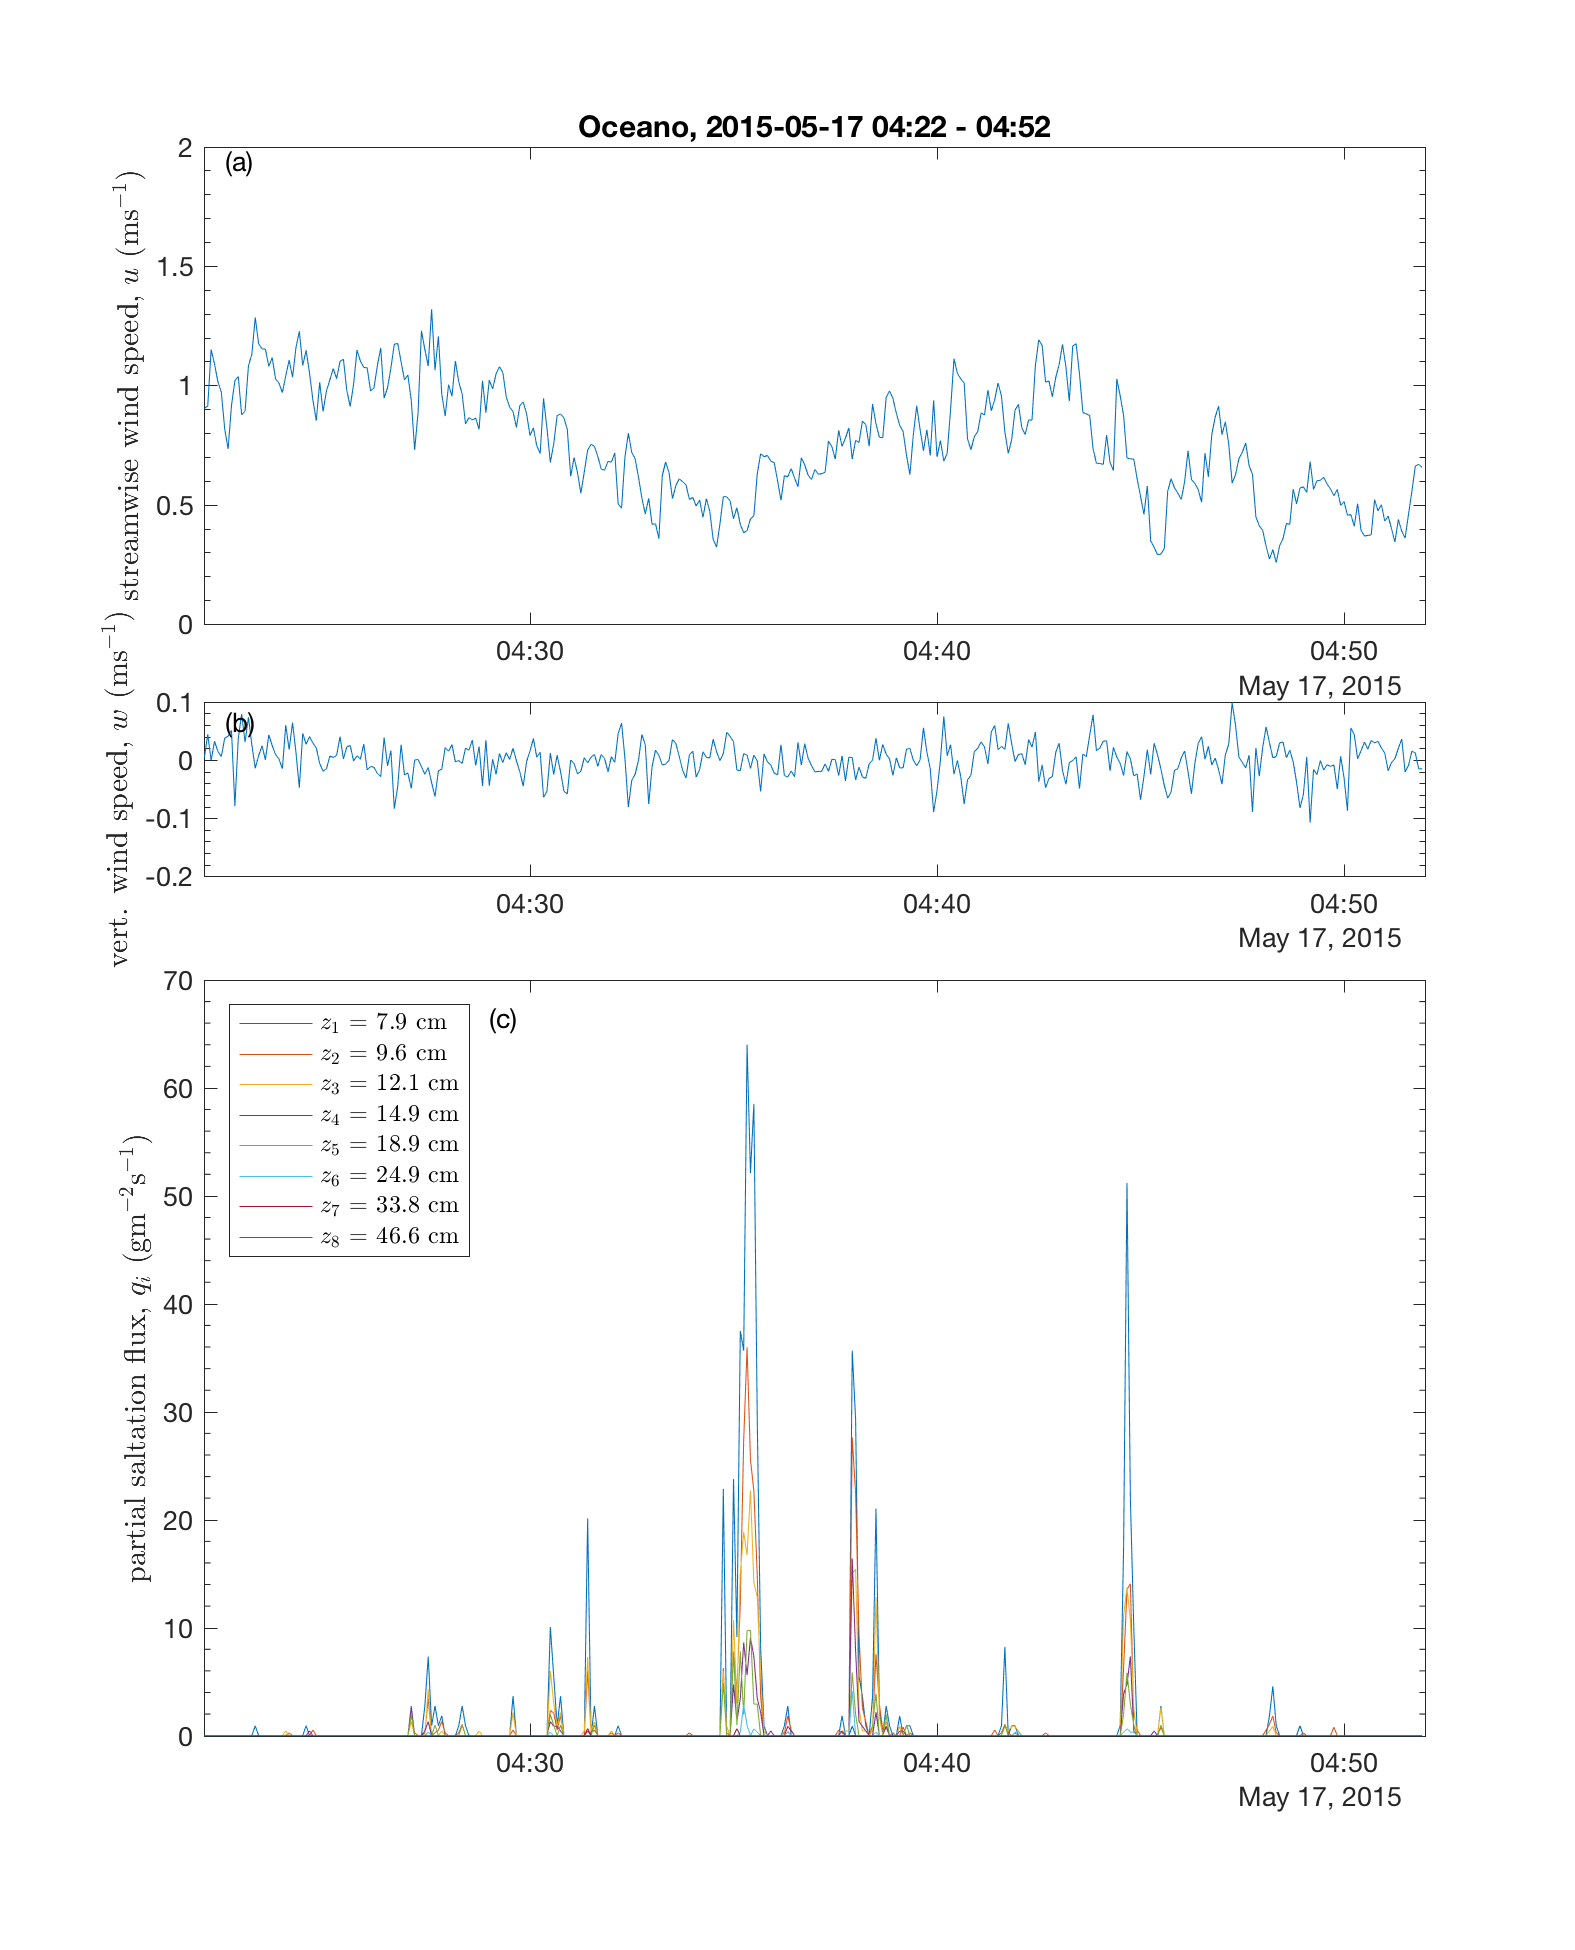 Oceano, 2015-05-17 04:22 - 04:52
(a)
streamwise wind speed, u (ms⁻¹)
2
1.5
1
0.5
0
04:30 04:40 04:50
May 17, 2015
(b)
vert. wind speed, w (ms⁻¹)
0.1
0
-0.1
-0.2
04:30 04:40 04:50
May 17, 2015
(c)
partial saltation flux, qᵢ (gm⁻²s⁻¹)
70
60
50
40
30
20
10
0
z₁ = 7.9 cm
z₂ = 9.6 cm
z₃ = 12.1 cm
z₄ = 14.9 cm
z₅ = 18.9 cm
z₆ = 24.9 cm
z₇ = 33.8 cm
z₈ = 46.6 cm
04:30 04:40 04:50
May 17, 2015